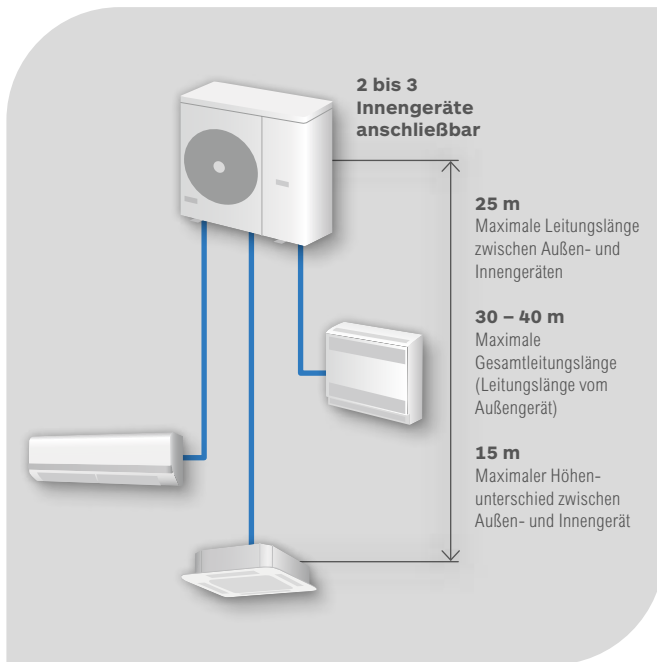 2 bis 3
Innengeräte
anschließbar
25 m
Maximale Leitungslänge
zwischen Außen- und
Innengeräten
30 – 40 m
Maximale
Gesamtleitungslänge
(Leitungslänge vom
Außengerät)
15 m
Maximaler Höhen-
unterschied zwischen
Außen- und Innengerät